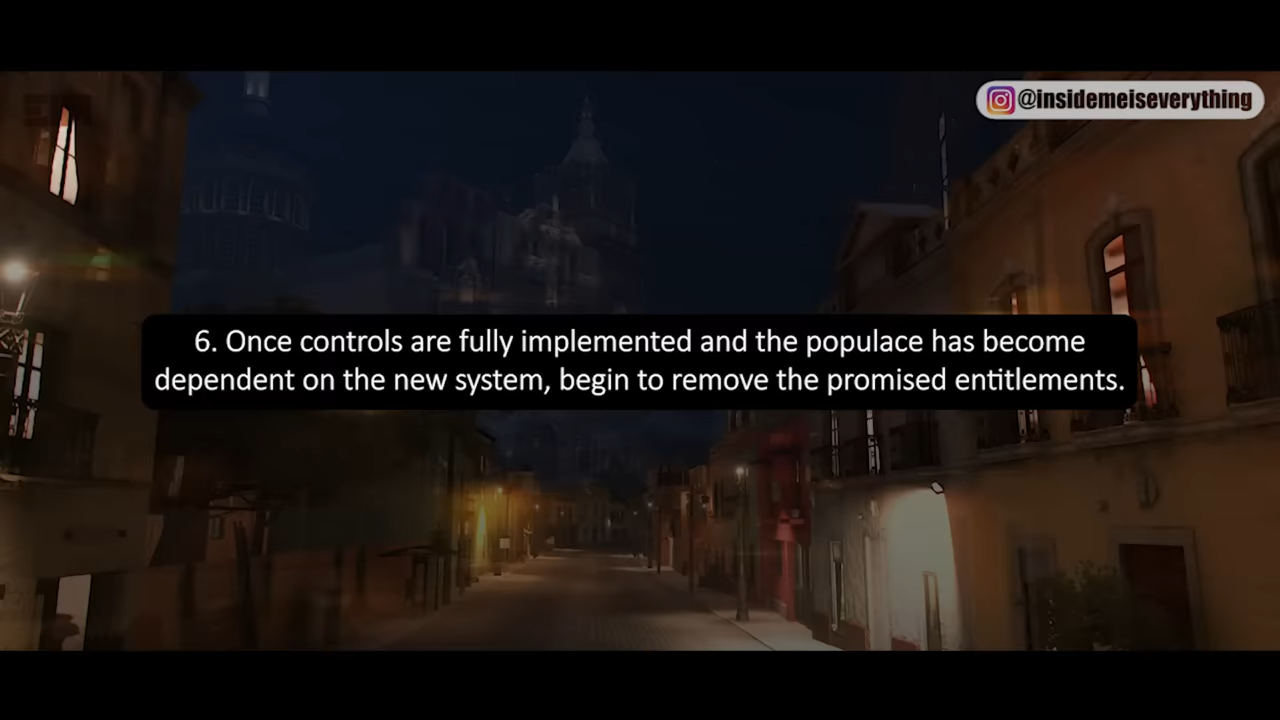 @insidemeiseverything
6. Once controls are fully implemented and the populace has become
dependent on the new system, begin to remove the promised entitlements.